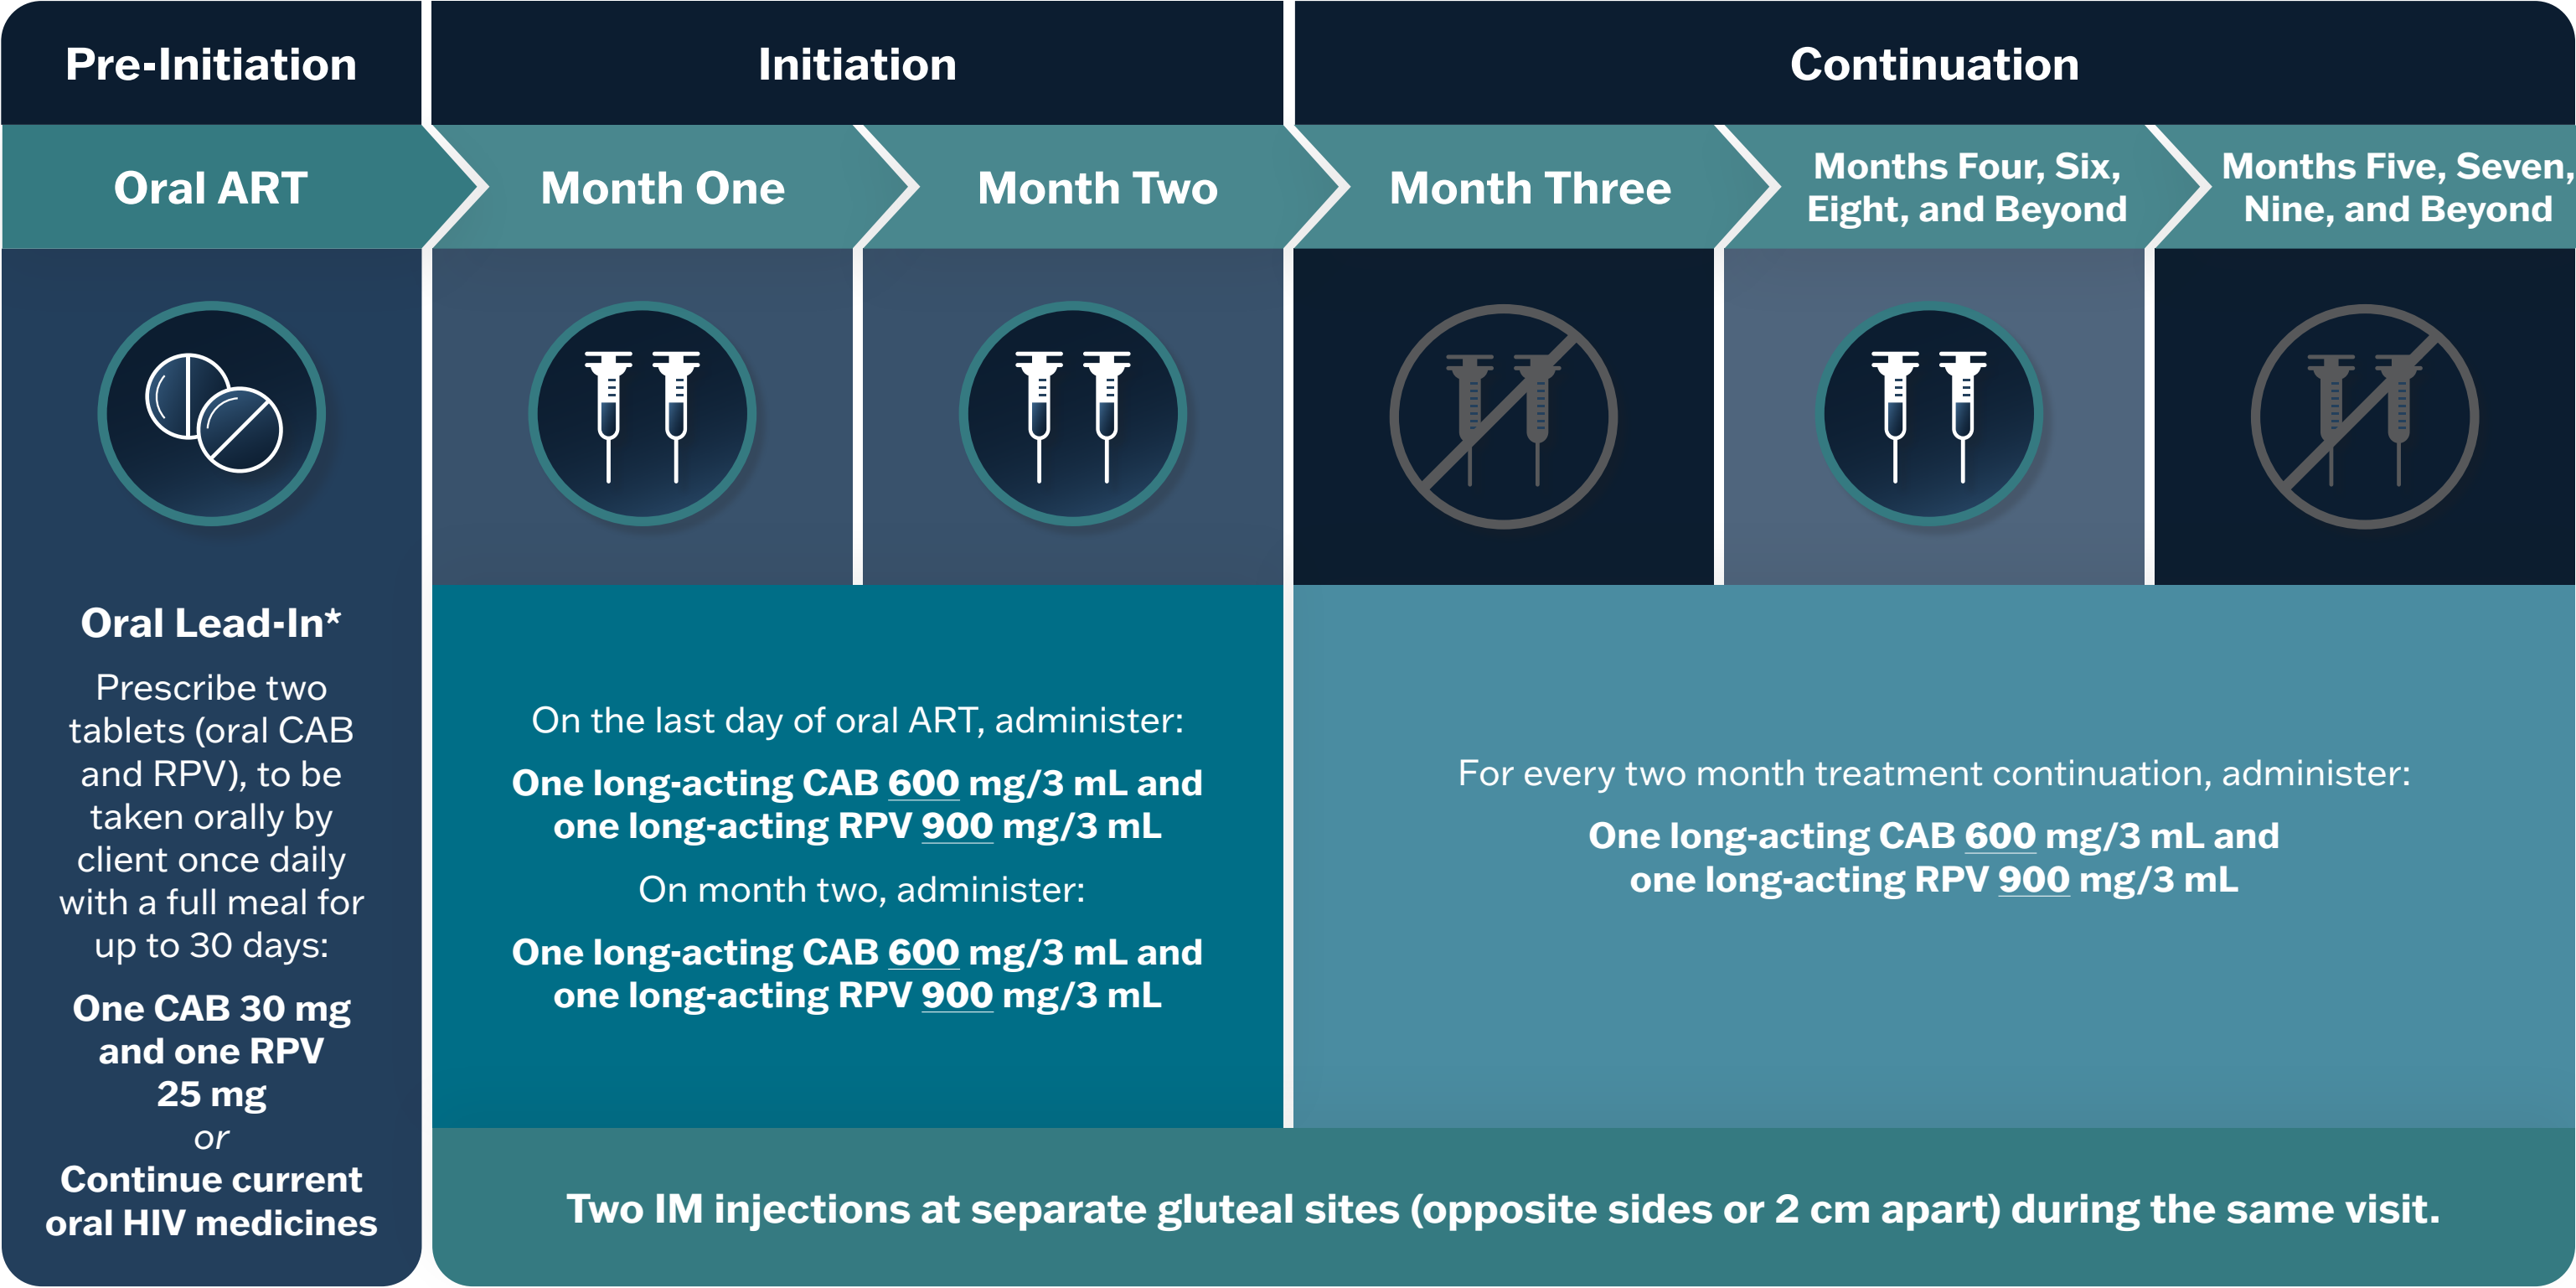 Pre-Initiation
Initiation
Continuation
Oral ART
Month One
Month Two
Month Three
Months Four, Six,
Eight, and Beyond
Months Five, Seven,
Nine, and Beyond
Oral Lead-In*
Prescribe two
tablets (oral CAB
and RPV), to be
taken orally by
client once daily
with a full meal for
up to 30 days:
One CAB 30 mg
and one RPV
25 mg
or
Continue current
oral HIV medicines
On the last day of oral ART, administer:
One long-acting CAB 600 mg/3 mL and
one long-acting RPV 900 mg/3 mL
On month two, administer:
One long-acting CAB 600 mg/3 mL and
one long-acting RPV 900 mg/3 mL
For every two month treatment continuation, administer:
One long-acting CAB 600 mg/3 mL and
one long-acting RPV 900 mg/3 mL
Two IM injections at separate gluteal sites (opposite sides or 2 cm apart) during the same visit.